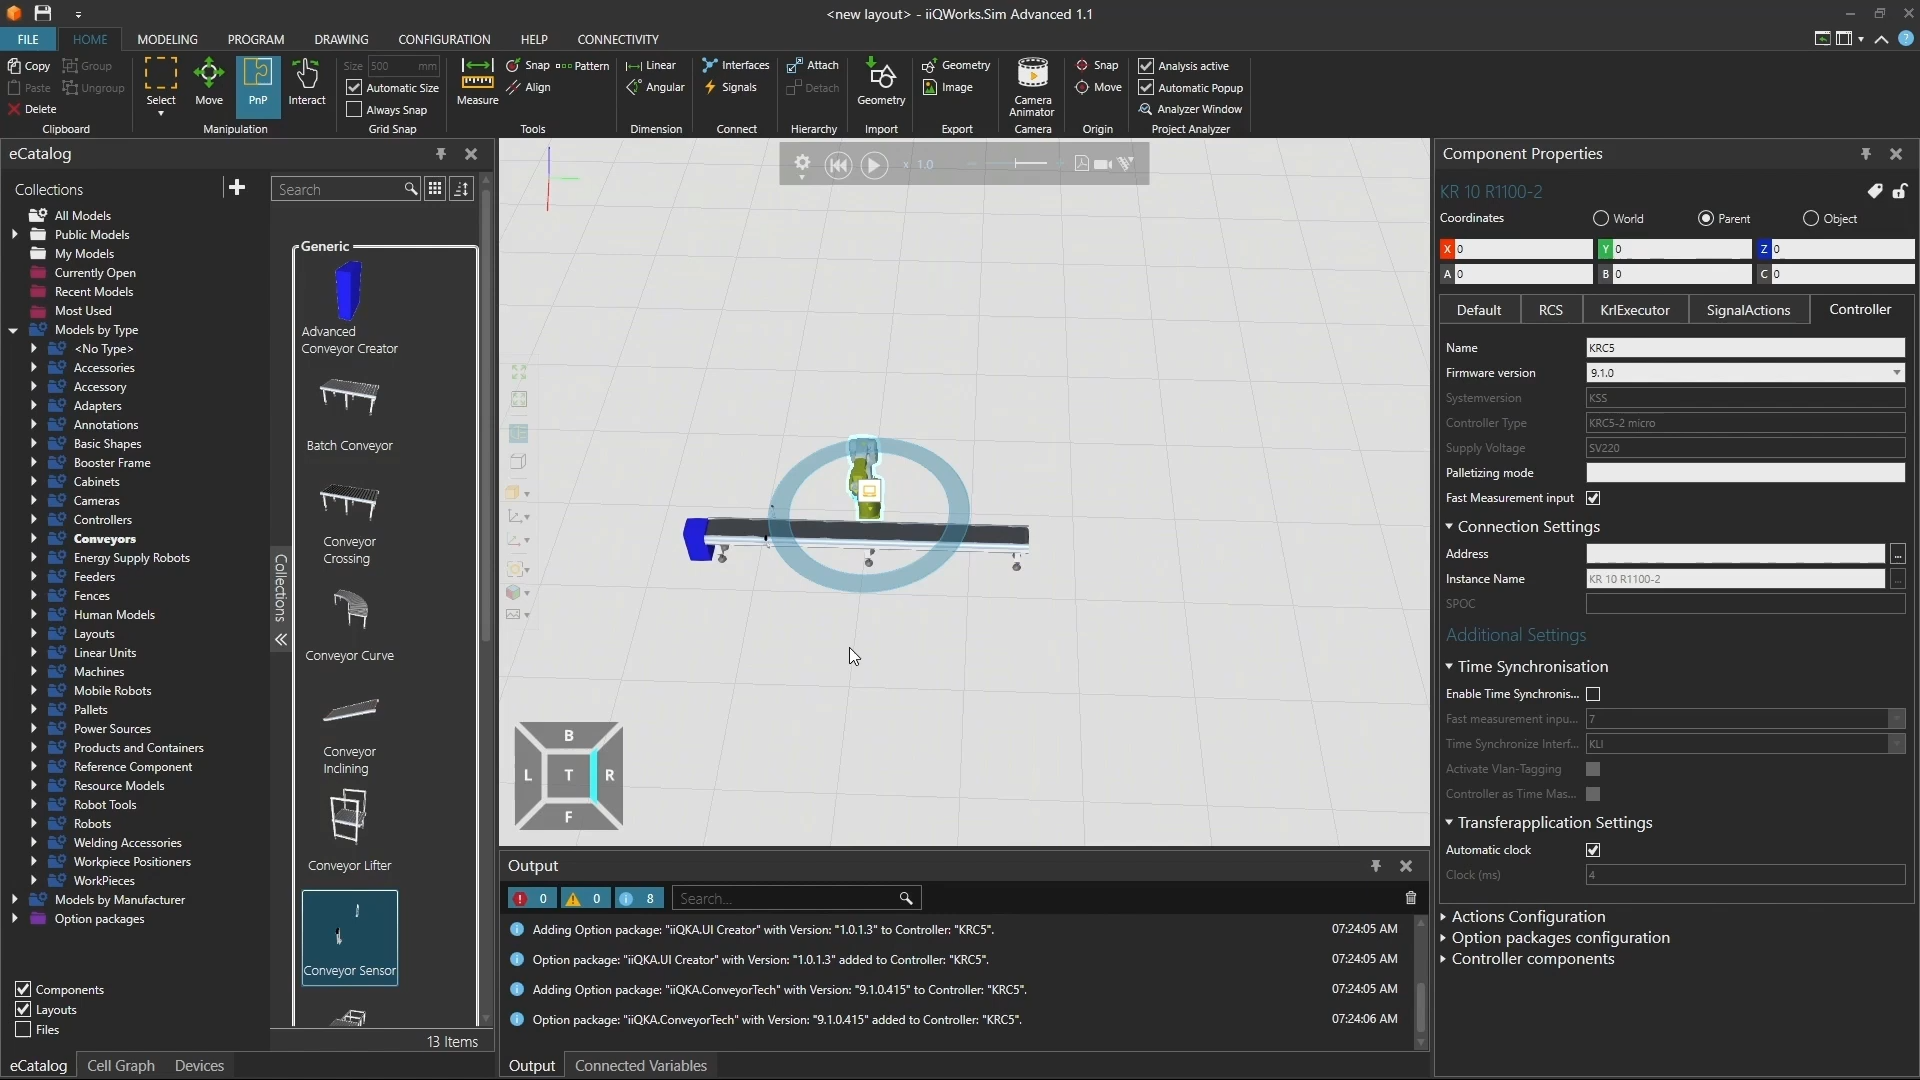 <new layout> - iiQWorks.Sim Advanced 1.1
FILE HOME MODELING PROGRAM DRAWING CONFIGURATION HELP CONNECTIVITY
Copy Group Size 500 mm Snap Pattern Linear Interfaces Attach Geometry Snap Analysis active
Paste Ungroup Select Move PnP Interact Automatic Size Measure Align Angular Signals Detach Geometry Image Camera Animator Move Automatic Popup
Delete Always Snap Analyzer Window
Clipboard Manipulation Grid Snap Tools Dimension Connect Hierarchy Import Export Camera Origin Project Analyzer
eCatalog
Collections
Search
All Models
Public Models
My Models
Currently Open
Recent Models
Most Used
Models by Type
<No Type>
Accessories
Accessory
Adapters
Annotations
Basic Shapes
Booster Frame
Cabinets
Cameras
Controllers
Conveyors
Energy Supply Robots
Feeders
Fences
Human Models
Layouts
Linear Units
Machines
Mobile Robots
Pallets
Power Sources
Products and Containers
Reference Component
Resource Models
Robot Tools
Robots
Welding Accessories
Workpiece Positioners
WorkPieces
Models by Manufacturer
Option packages
Components
Layouts
Files
Collections
Generic
Advanced
Conveyor Creator
Batch Conveyor
Conveyor
Crossing
Conveyor Curve
Conveyor
Inclining
Conveyor Lifter
Conveyor Sensor
13 Items
eCatalog Cell Graph Devices
x 1.0
B
L T R
F
Output
0 0 8 Search...
Adding Option package: "iiQKA.UI Creator" with Version: "1.0.1.3" to Controller: "KRC5". 07:24:05 AM
Option package: "iiQKA.UI Creator" with Version: "1.0.1.3" added to Controller: "KRC5". 07:24:05 AM
Adding Option package: "iiQKA.ConveyorTech" with Version: "9.1.0.415" to Controller: "KRC5". 07:24:05 AM
Option package: "iiQKA.ConveyorTech" with Version: "9.1.0.415" added to Controller: "KRC5". 07:24:06 AM
Output Connected Variables
Component Properties
KR 10 R1100-2
Coordinates World Parent Object
X 0 Y 0 Z 0
A 0 B 0 C 0
Default RCS KrlExecutor SignalActions Controller
Name KRC5
Firmware version 9.1.0
Systemversion KSS
Controller Type KRC5-2 micro
Supply Voltage SV220
Palletizing mode
Fast Measurement input
Connection Settings
Address ...
Instance Name KR 10 R1100-2 ...
SPOC
Additional Settings
Time Synchronisation
Enable Time Synchronis...
Fast measurement inpu... 7
Time Synchronize Interf... KLI
Activate Vlan-Tagging
Controller as Time Mas...
Transferapplication Settings
Automatic clock
Clock (ms) 4
Actions Configuration
Option packages configuration
Controller components